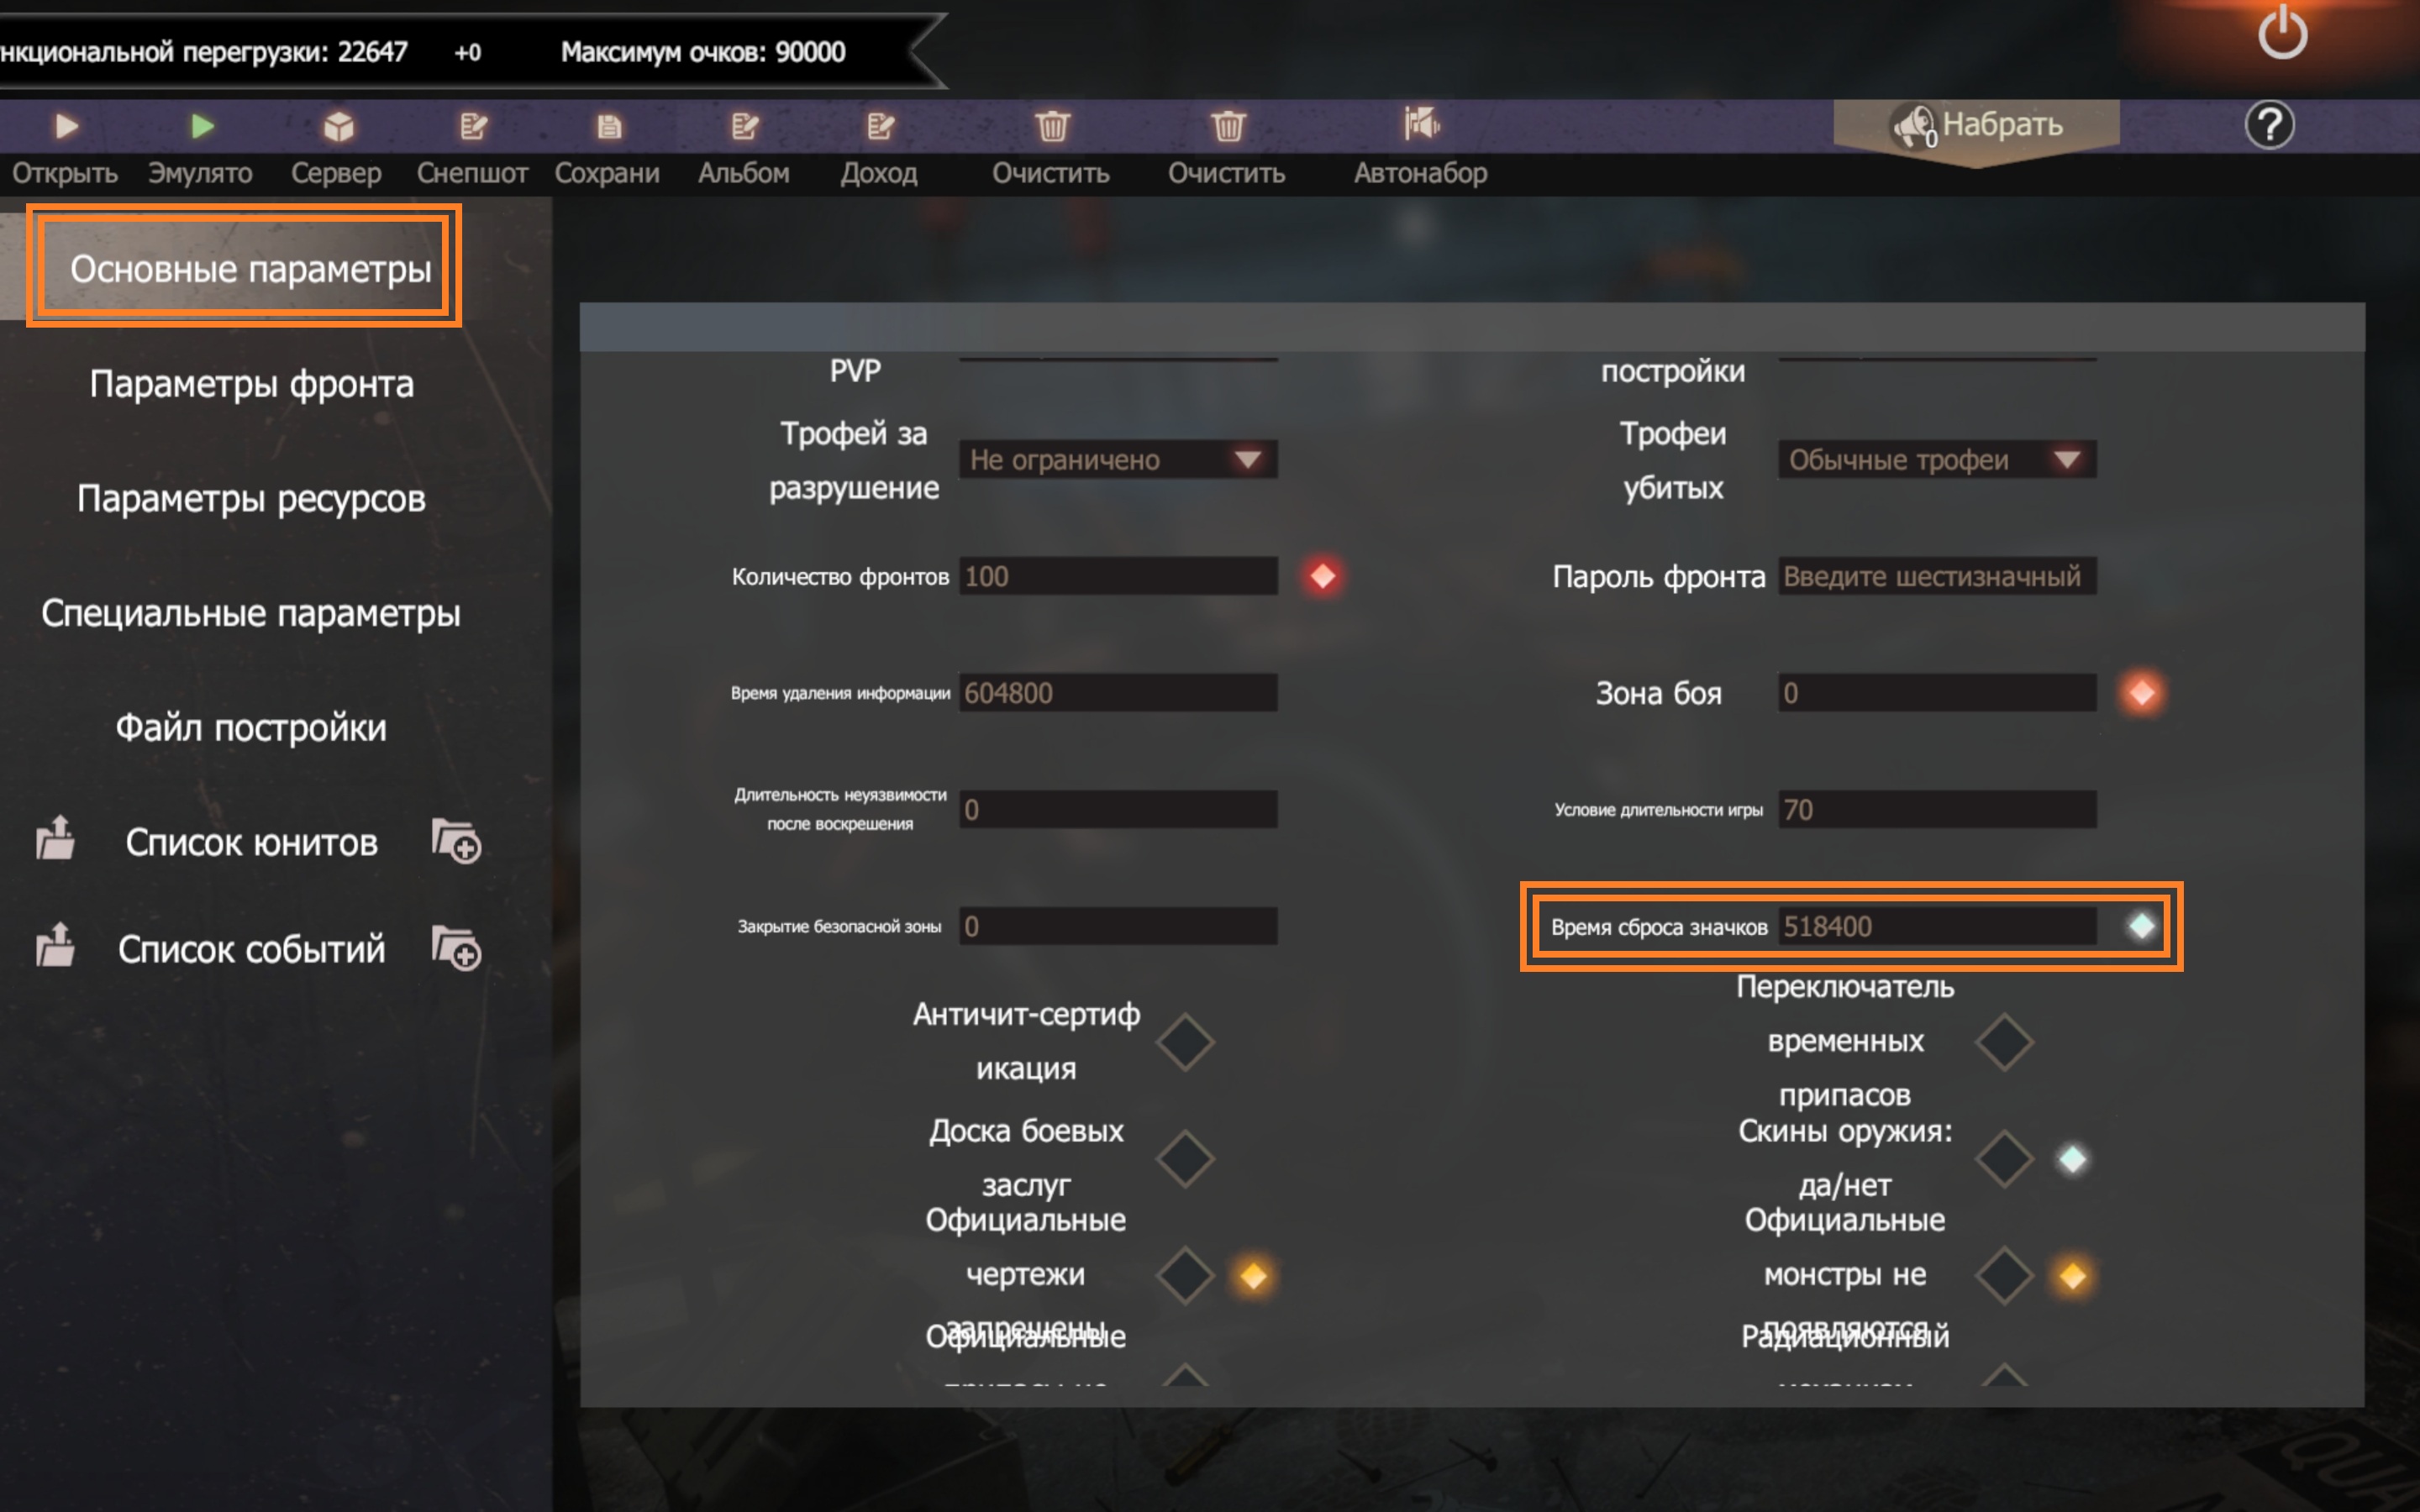 нкциональной перегрузки: 22647 +0 Максимум очков: 90000
0 Набрать
?
Открыть Эмулято Сервер Снепшот Сохрани Альбом Доход Очистить Очистить Автонабор
Основные параметры
Параметры фронта
Параметры ресурсов
Специальные параметры
Файл постройки
Список юнитов
Список событий
PVP
постройки
Трофей за
разрушение
Не ограничено
Трофеи
убитых
Обычные трофеи
Количество фронтов 100
Пароль фронта Введите шестизначный
Время удаления информации 604800
Зона боя 0
Длительность неуязвимости
после воскрешения
0
Условие длительности игры 70
Закрытие безопасной зоны 0
Время сброса значков 518400
Античит-сертиф
икация
Переключатель
временных
припасов
Доска боевых
заслуг
Скины оружия:
да/нет
Официальные
чертежи
запрещены
Официальные
монстры не
появляются
Официальные
Радиационный
QUA